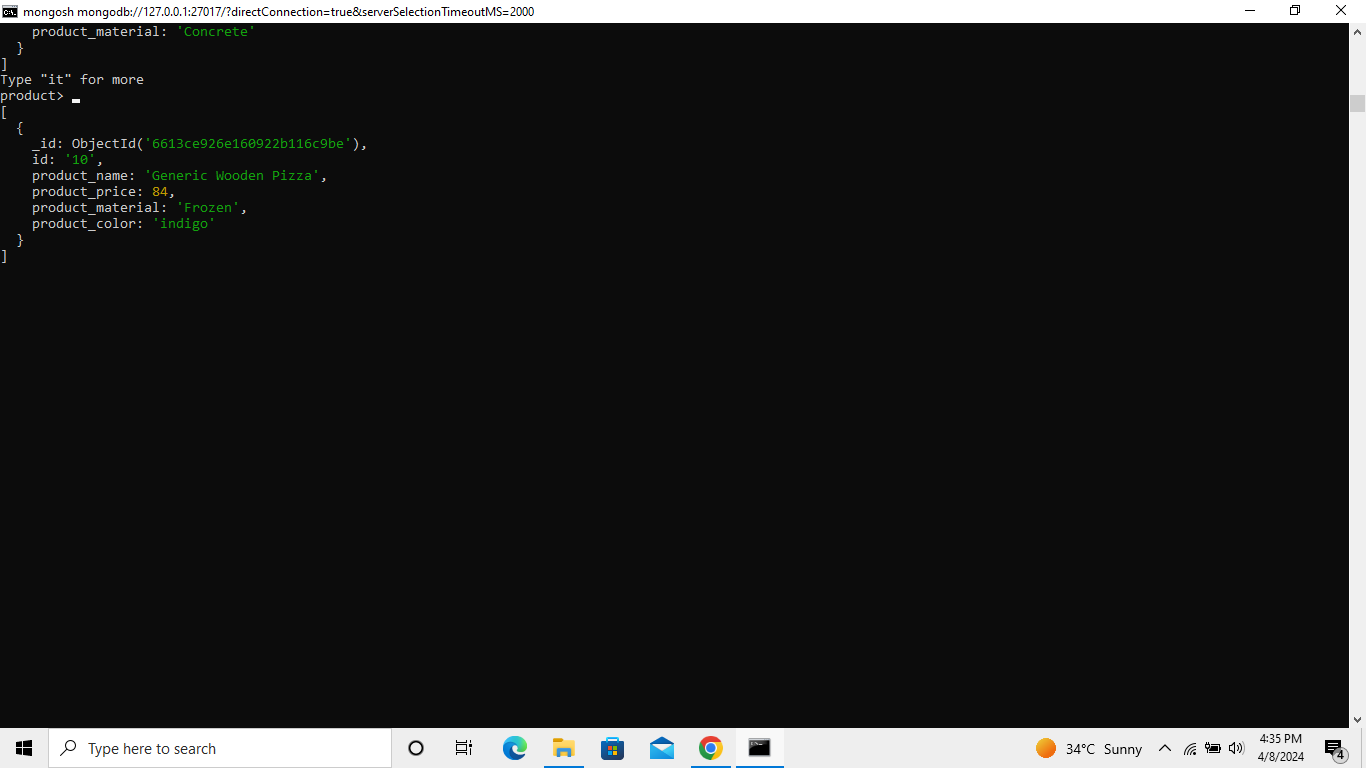 mongosh mongodb://127.0.0.1:27017/?directConnection=true&serverSelectionTimeoutMS=2000
    product_material: 'Concrete'
  }
]
Type "it" for more
product>
[
  {
    _id: ObjectId('6613ce926e160922b116c9be'),
    id: '10',
    product_name: 'Generic Wooden Pizza',
    product_price: 84,
    product_material: 'Frozen',
    product_color: 'indigo'
  }
]
Type here to search
34°C Sunny
4:35 PM
4/8/2024
4